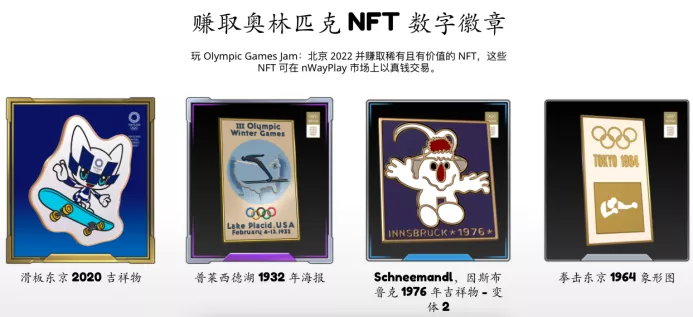 赚取奥林匹克 NFT 数字徽章
玩 Olympic Games Jam：北京 2022 并赚取稀有且有价值的 NFT，这些
NFT 可在 nWayPlay 市场上以真钱交易。
III Olympic
Winter Games
Lake Placid, USA
February 4-13, 1932
INNSBRUCK * 1976 *
TOKYO 1964
滑板东京 2020 吉祥物
普莱西德湖 1932 年海报
Schneemandl，因斯布
鲁克 1976 年吉祥物 - 变
体 2
拳击东京 1964 象形图